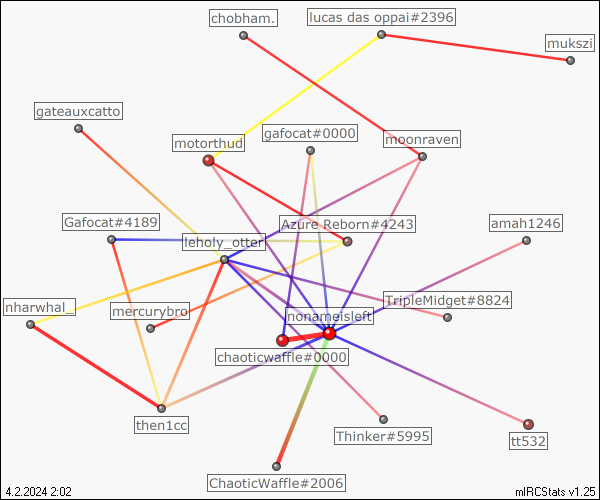 chobham.
lucas das oppai#2396
mukszi
gateauxcatto
motorthud
gafocat#0000
moonraven
Gafocat#4189
leholy_otter
Azure Reborn#4243
amah1246
nharwhal_
mercurybro
nonameisleft
TripleMidget#8824
chaoticwaffle#0000
then1cc
Thinker#5995
tt532
ChaoticWaffle#2006
4.2.2024 2:02
mIRCStats v1.25